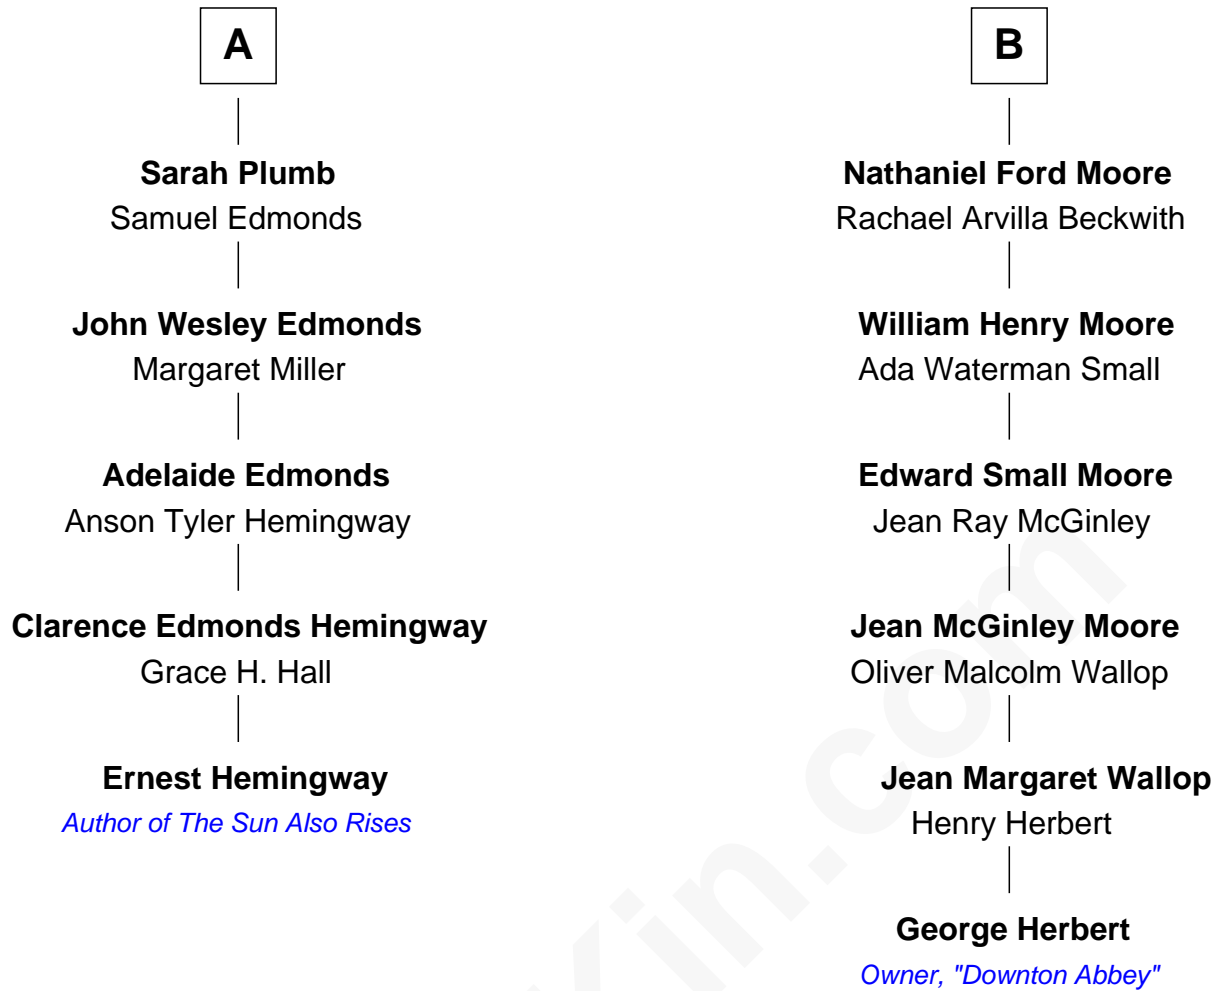 A
Sarah Plumb
Samuel Edmonds
John Wesley Edmonds
Margaret Miller
Adelaide Edmonds
Anson Tyler Hemingway
Clarence Edmonds Hemingway
Grace H. Hall
Ernest Hemingway
Author of The Sun Also Rises
B
Nathaniel Ford Moore
Rachael Arvilla Beckwith
William Henry Moore
Ada Waterman Small
Edward Small Moore
Jean Ray McGinley
Jean McGinley Moore
Oliver Malcolm Wallop
Jean Margaret Wallop
Henry Herbert
George Herbert
Owner, "Downton Abbey"